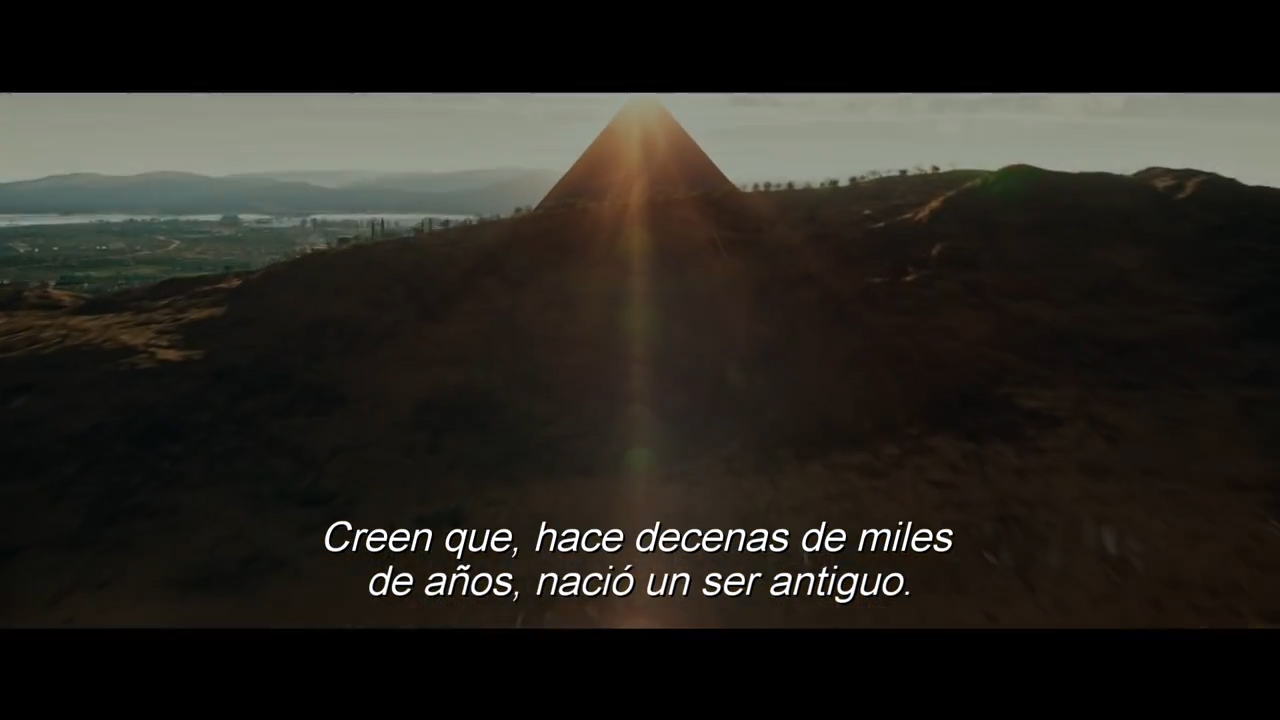 Creen que, hace decenas de miles
de años, nació un ser antiguo.